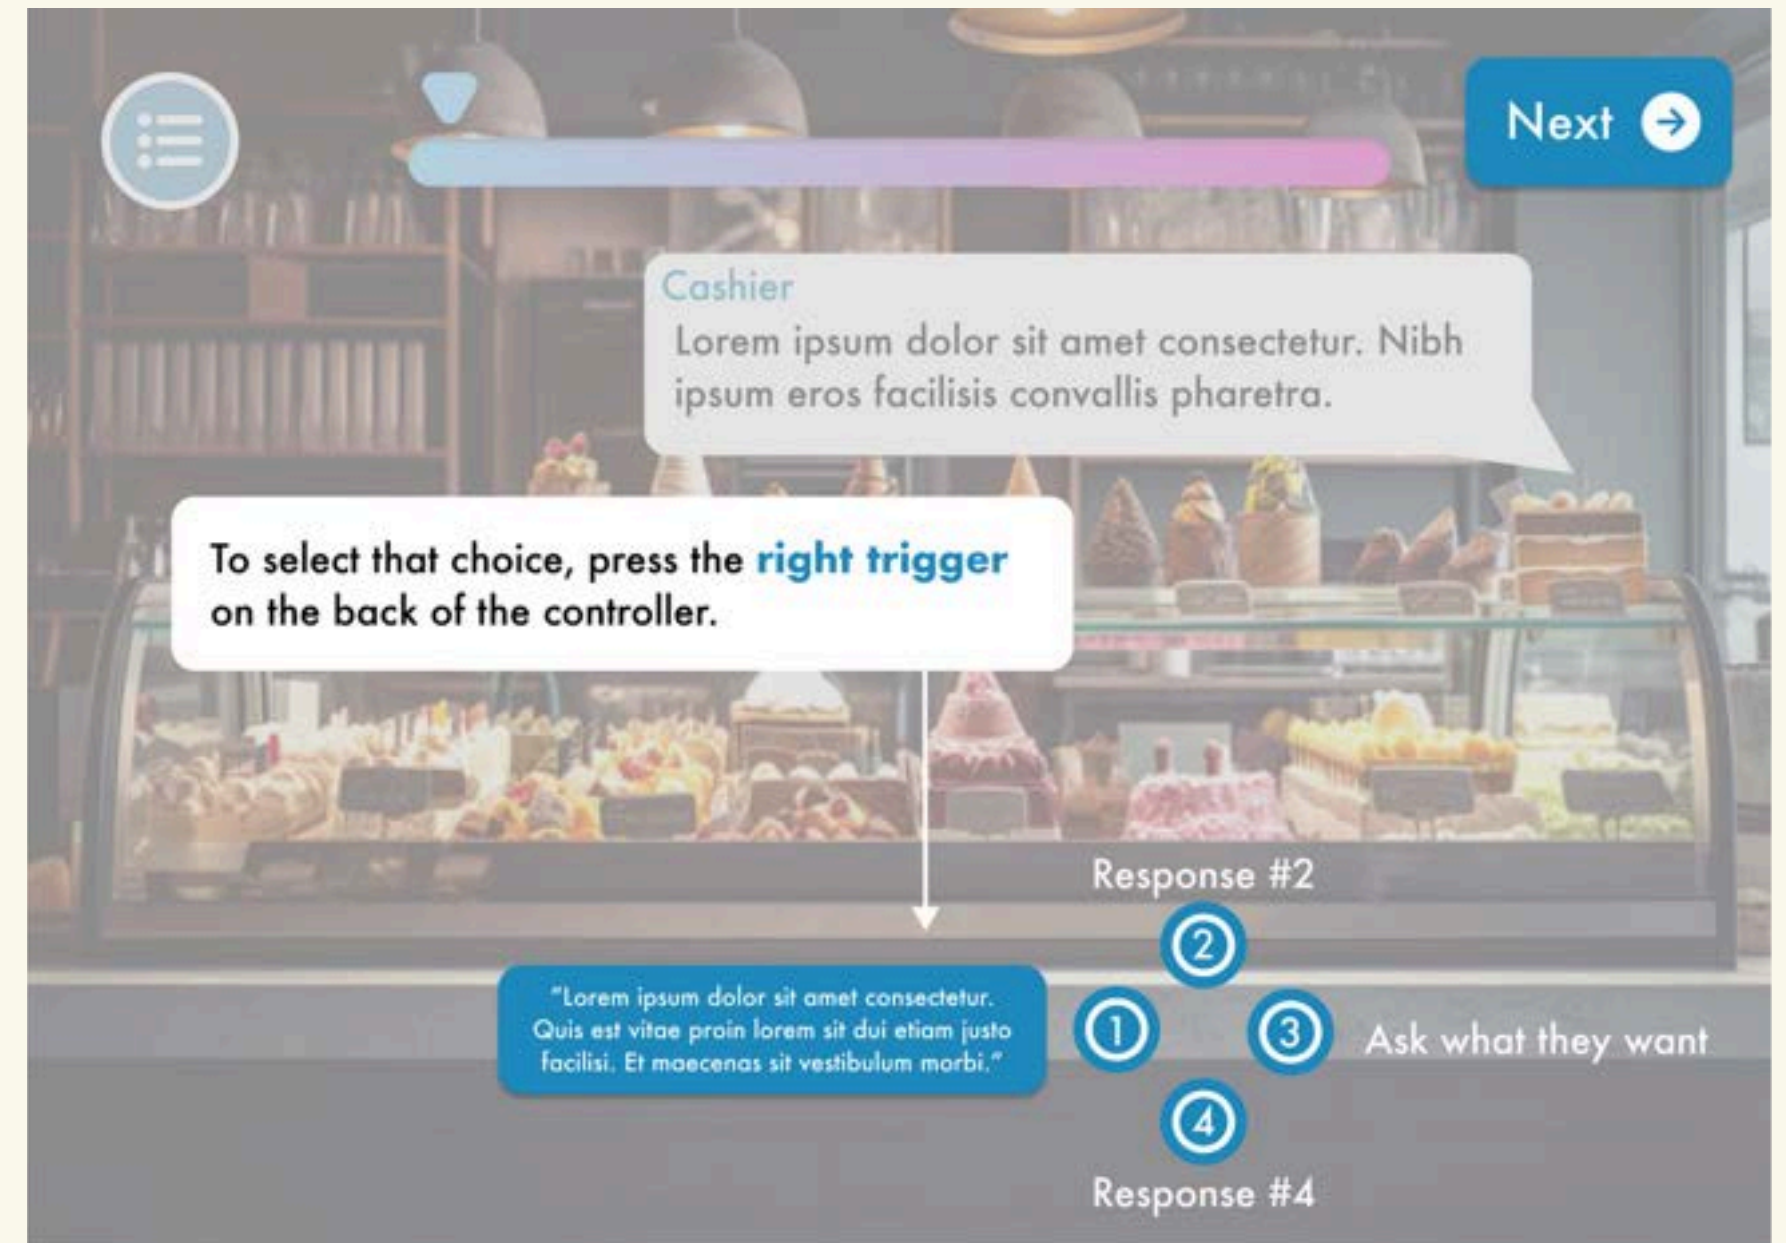 Next
Cashier
Lorem ipsum dolor sit amet consectetur. Nibh
ipsum eros facilisis convallis pharetra.
To select that choice, press the right trigger
on the back of the controller.
Response #2
2
"Lorem ipsum dolor sit amet consectetur.
Quis est vitae proin lorem sit dui etiam justo
facilisi. Et maecenas sit vestibulum morbi."
1
3
Ask what they want
4
Response #4